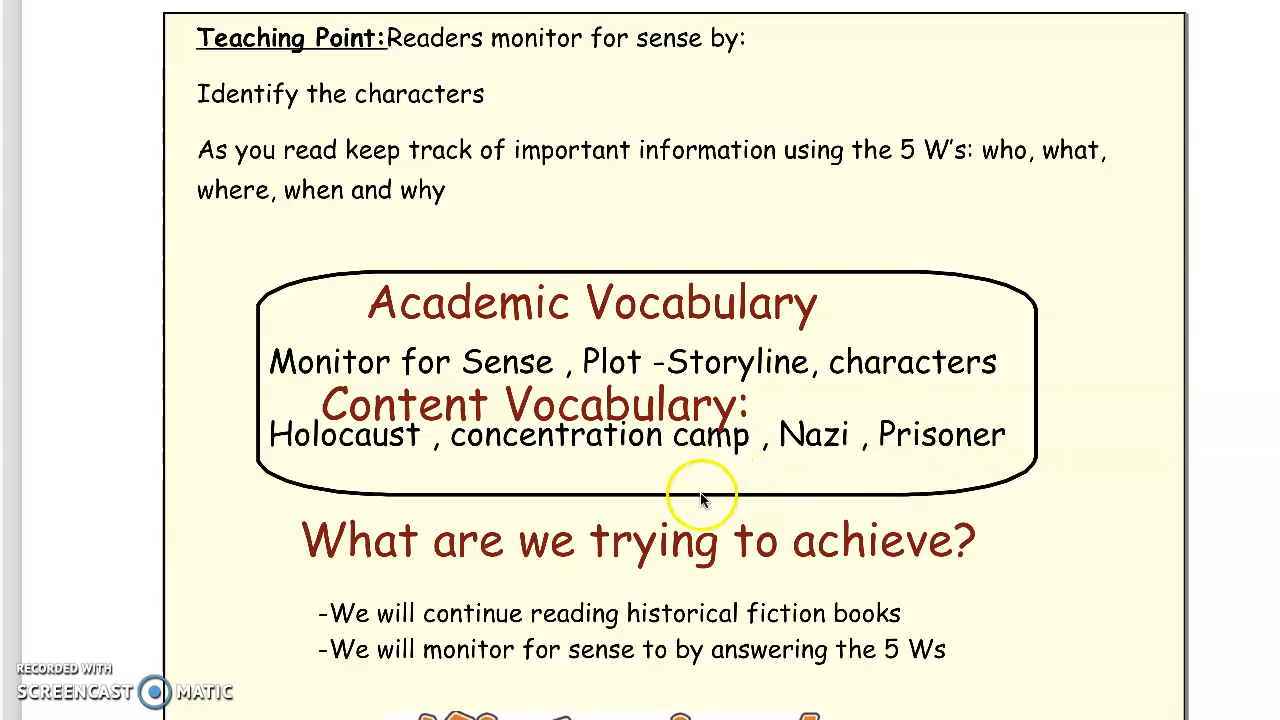 Teaching Point:Readers monitor for sense by:
Identify the characters
As you read keep track of important information using the 5 W's: who, what,
where, when and why
Academic Vocabulary
Monitor for Sense , Plot -Storyline, characters
Content Vocabulary:
Holocaust , concentration camp , Nazi , Prisoner
What are we trying to achieve?
-We will continue reading historical fiction books
-We will monitor for sense to by answering the 5 Ws
RECORDED WITH
SCREENCAST MATIC